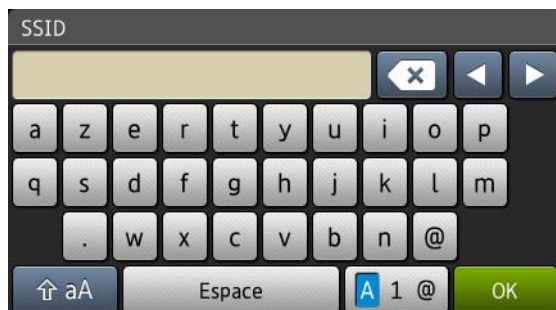 SSID
a z e r t y u i o p
q s d f g h j k l m
. w x c v b n @
aA Espace A 1 @ OK